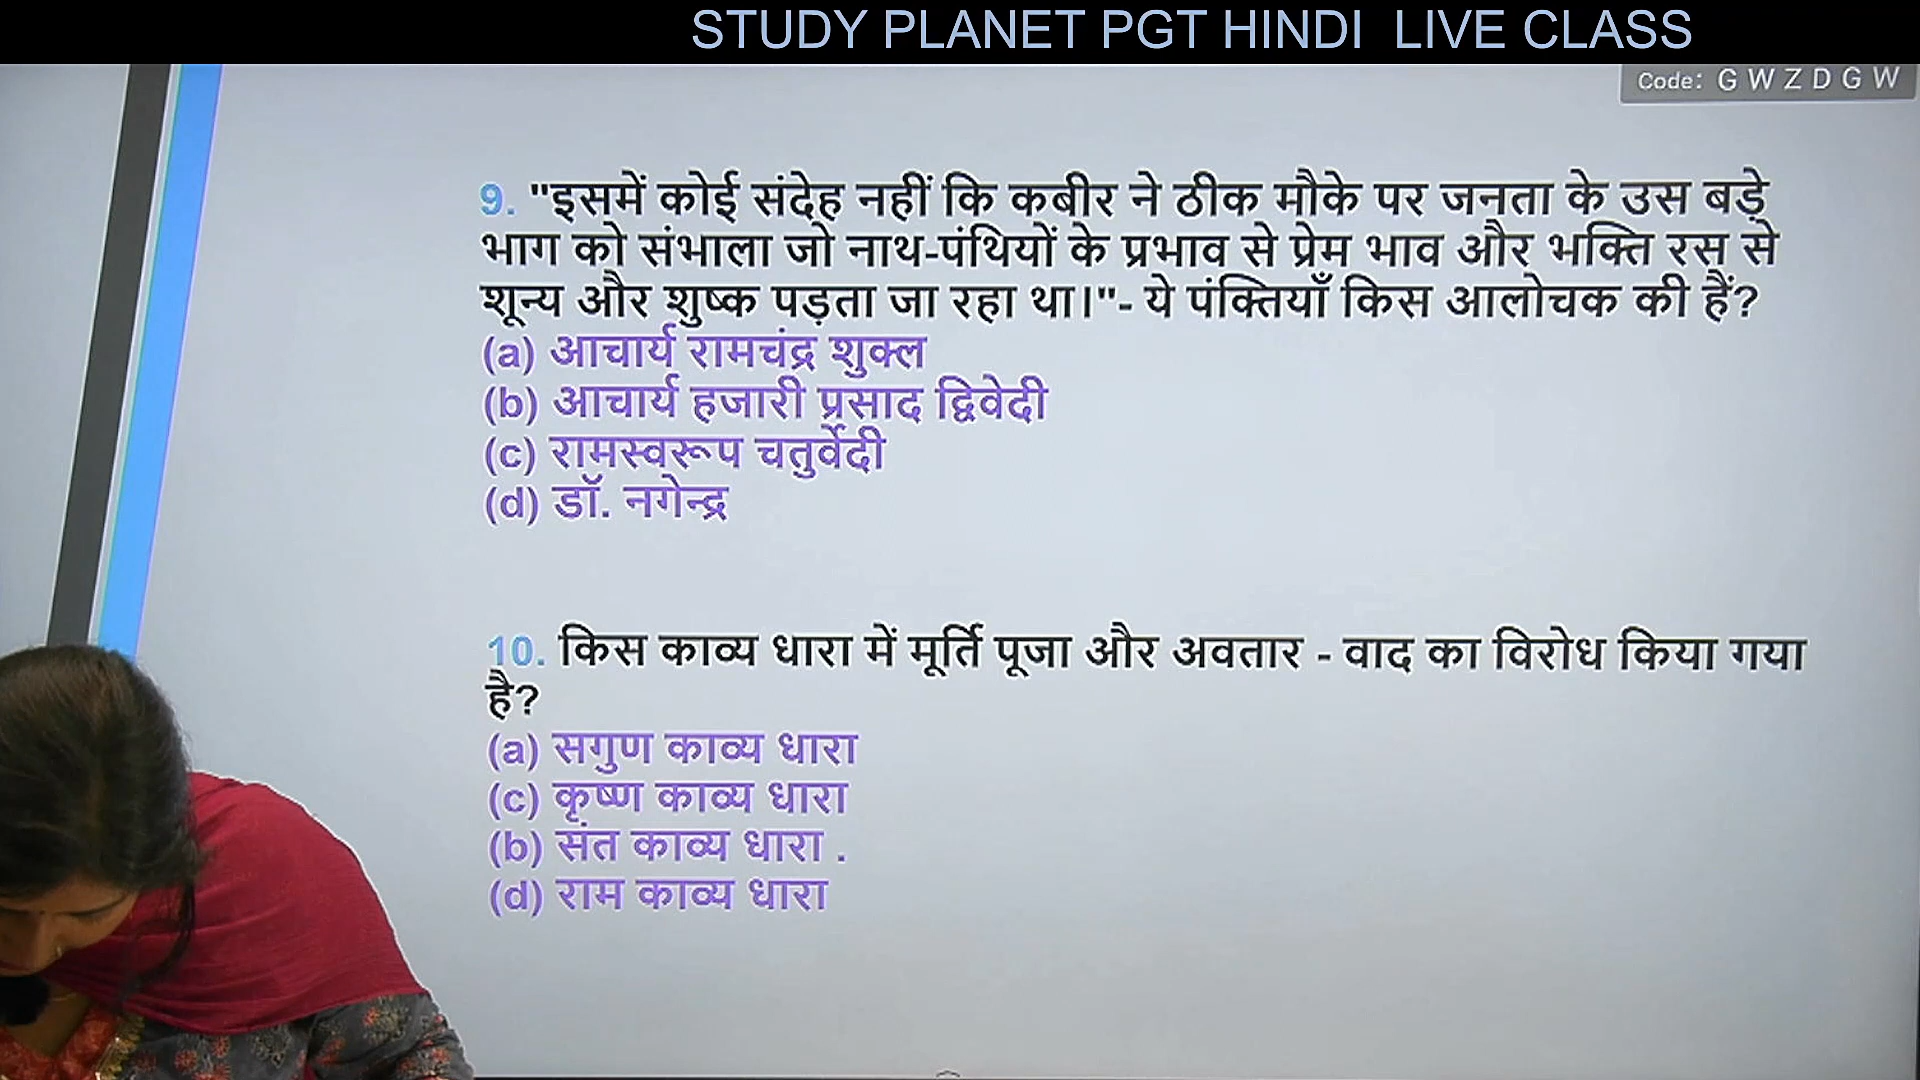 STUDY PLANET PGT HINDI LIVE CLASS
Code: G W Z D G W
9. "इसमें कोई संदेह नहीं कि कबीर ने ठीक मौके पर जनता के उस बड़े
भाग को संभाला जो नाथ-पंथियों के प्रभाव से प्रेम भाव और भक्ति रस से
शून्य और शुष्क पड़ता जा रहा था।"- ये पंक्तियाँ किस आलोचक की हैं?
(a) आचार्य रामचंद्र शुक्ल
(b) आचार्य हजारी प्रसाद द्विवेदी
(c) रामस्वरूप चतुर्वेदी
(d) डॉ. नगेन्द्र
10. किस काव्य धारा में मूर्ति पूजा और अवतार - वाद का विरोध किया गया
है?
(a) सगुण काव्य धारा
(c) कृष्ण काव्य धारा
(b) संत काव्य धारा .
(d) राम काव्य धारा